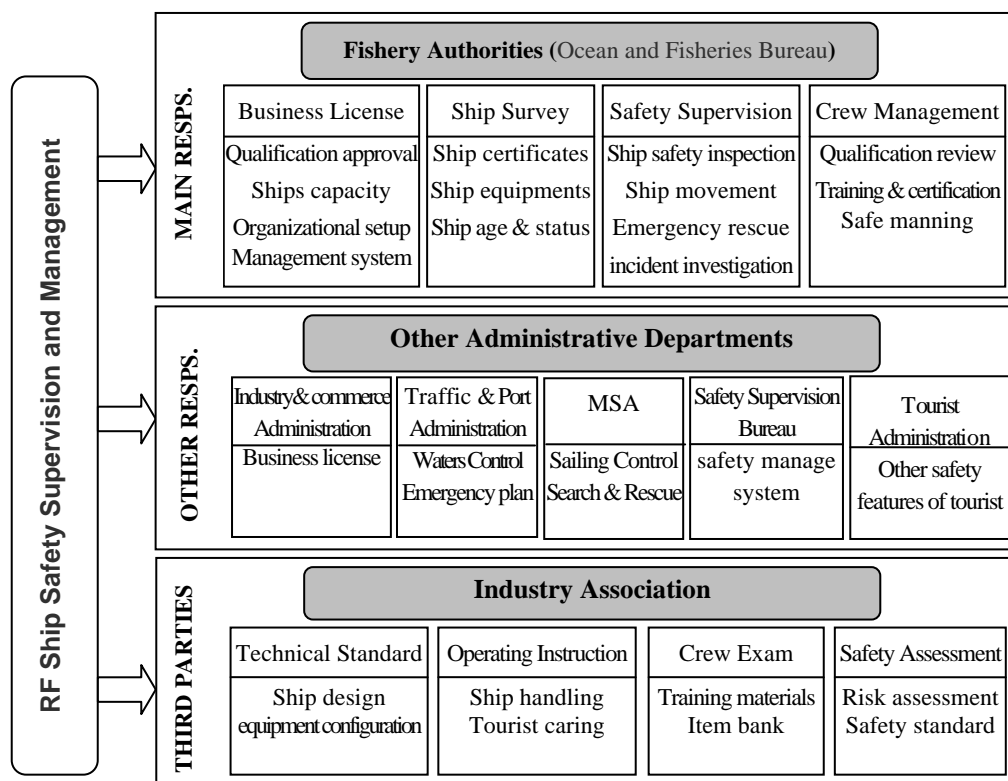 RF Ship Safety Supervision and Management
MAIN RESPS.
Fishery Authorities (Ocean and Fisheries Bureau)
Business License
Qualification approval
Ships capacity
Organizational setup
Management system
Ship Survey
Ship certificates
Ship equipments
Ship age & status
Safety Supervision
Ship safety inspection
Ship movement
Emergency rescue
incident investigation
Crew Management
Qualification review
Training & certification
Safe manning
OTHER RESPS.
Other Administrative Departments
Industry& commerce
Administration
Business license
Traffic & Port
Administration
Waters Control
Emergency plan
MSA
Sailing Control
Search & Rescue
Safety Supervision
Bureau
safety manage
system
Tourist
Administration
Other safety
features of tourist
THIRD PARTIES
Industry Association
Technical Standard
Ship design
equipment configuration
Operating Instruction
Ship handling
Tourist caring
Crew Exam
Training materials
Item bank
Safety Assessment
Risk assessment
Safety standard